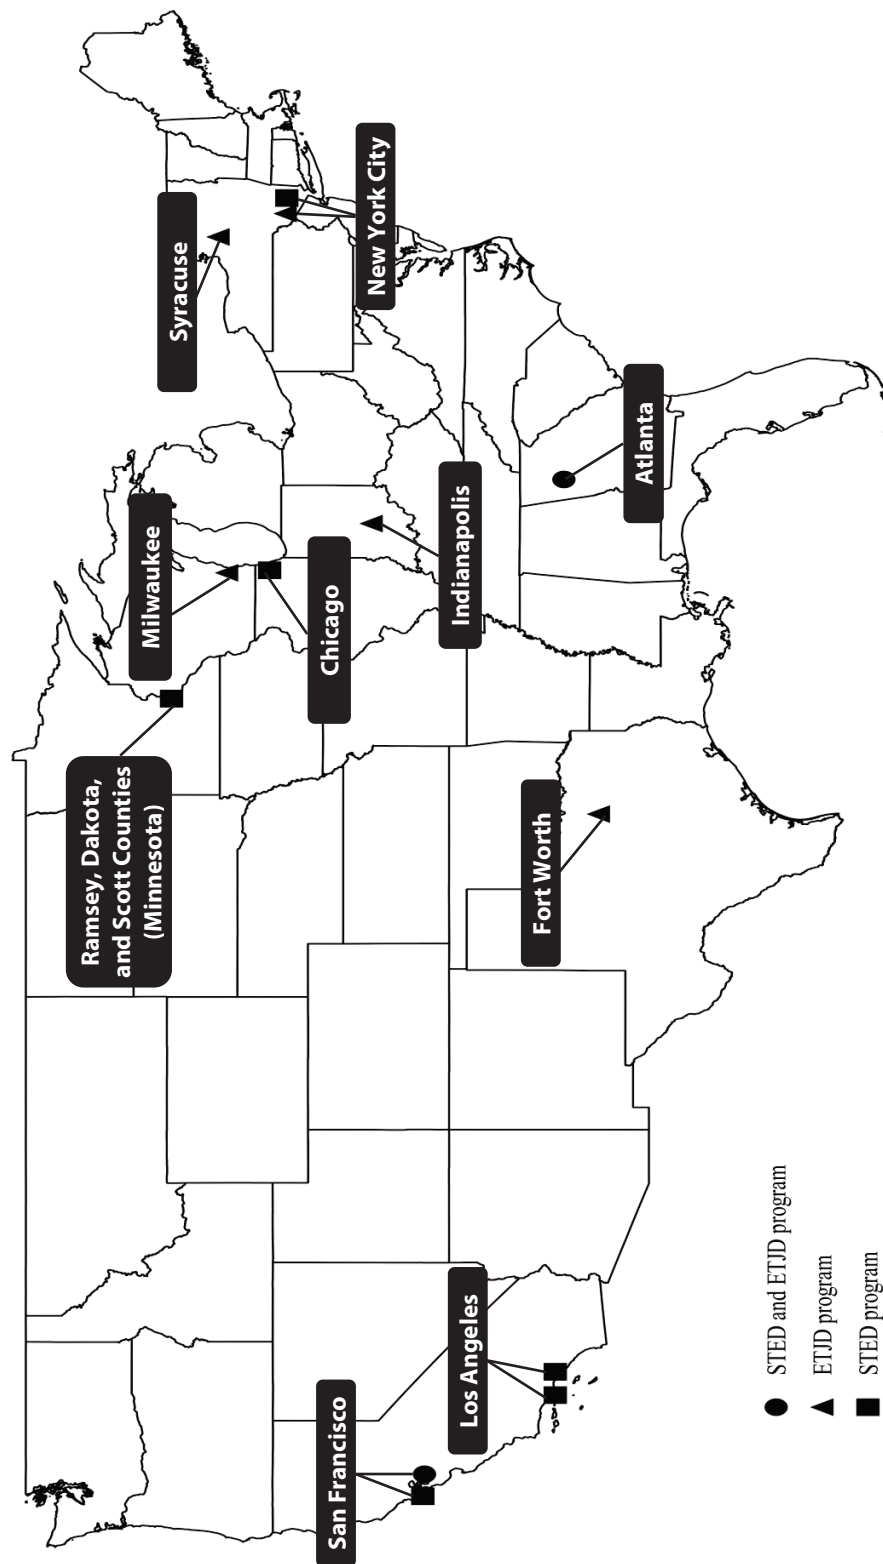 San Francisco
Los Angeles
Ramsey, Dakota,
and Scott Counties
(Minnesota)
Milwaukee
Chicago
Indianapolis
Fort Worth
Atlanta
Syracuse
New York City
STED and ETJD program
ETJD program
STED program